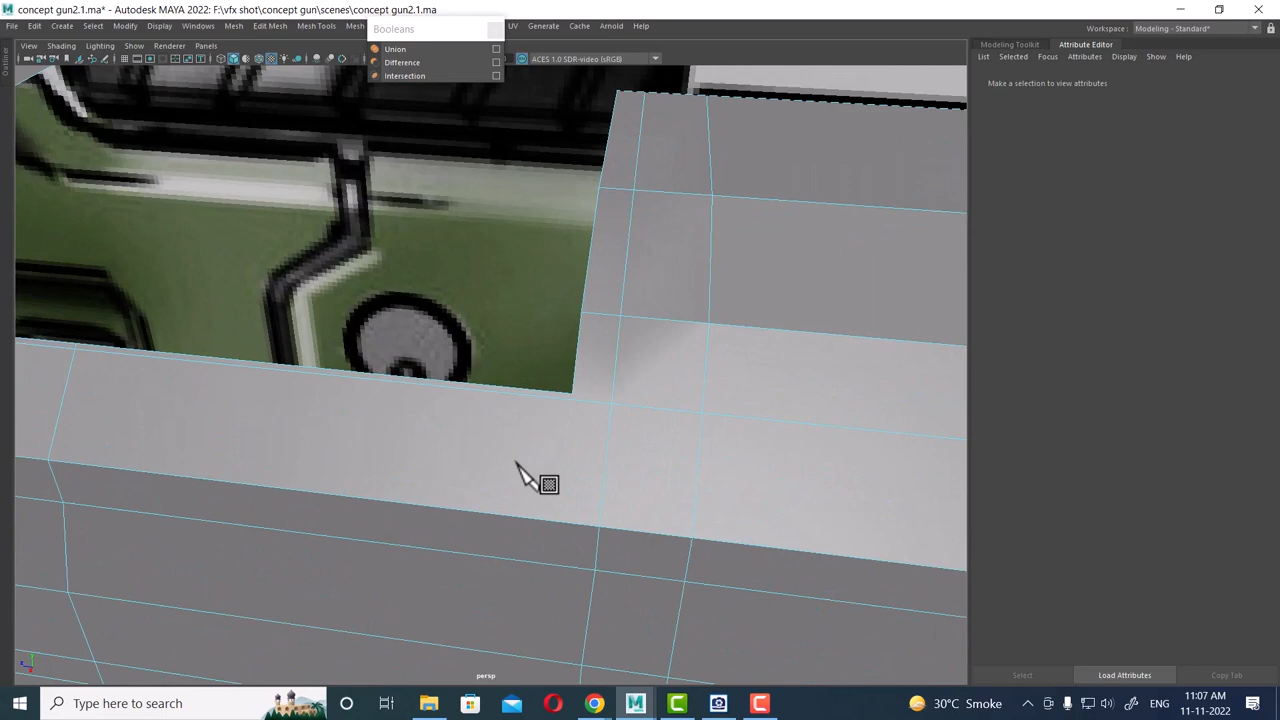 concept gun2.1.ma* - Autodesk MAYA 2022: F:\vfx shot\concept gun\scenes\concept gun2.1.ma
File Edit Create Select Modify Display Windows Mesh Edit Mesh Mesh Tools Mesh UV Generate Cache Arnold Help
Workspace : Modeling - Standard*
Booleans
Union
Difference
Intersection
View Shading Lighting Show Renderer Panels
ACES 1.0 SDR-video (sRGB)
Outliner
Modeling Toolkit Attribute Editor
List Selected Focus Attributes Display Show Help
Make a selection to view attributes
persp
Select Load Attributes Copy Tab
Type here to search
30°C Smoke
ENG
11:07 AM
11-11-2022